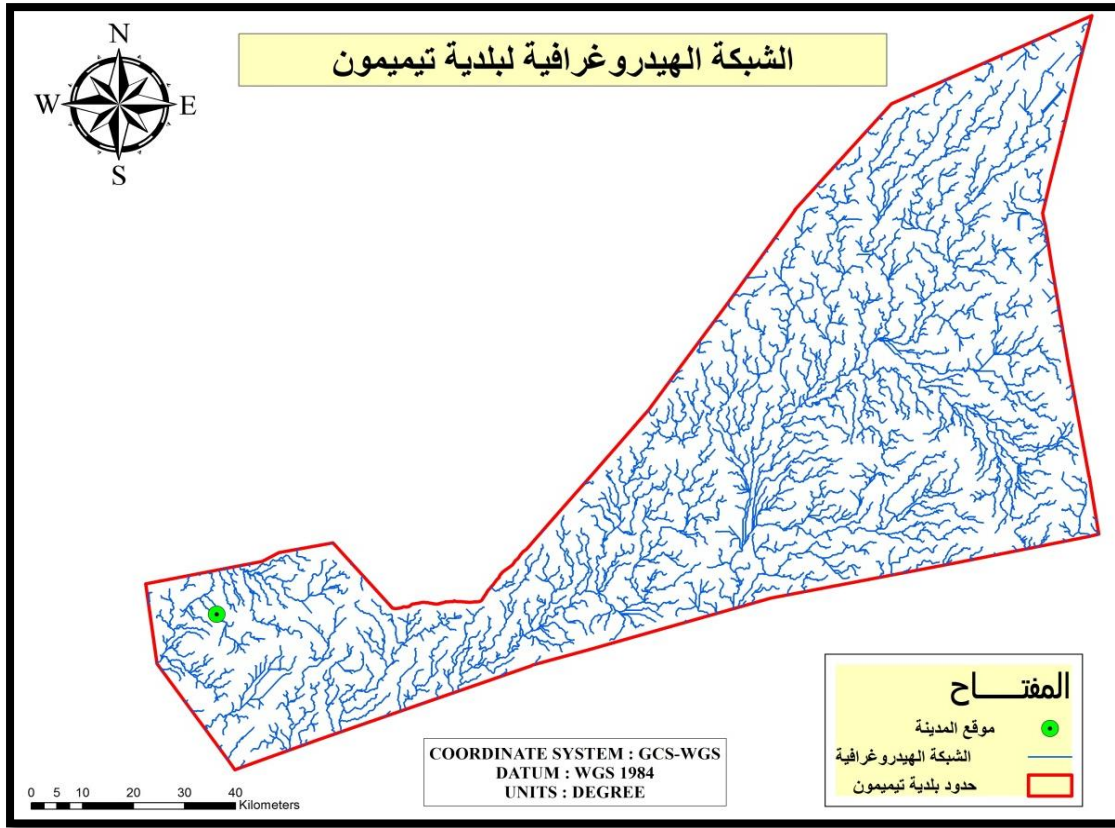 الشبكة الهيدروغرافية لبلدية تيميمون
N
W E
S
المفتـــــاح
موقع المدينة
الشبكة الهيدروغرافية
حدود بلدية تيميمون
COORDINATE SYSTEM : GCS-WGS
DATUM : WGS 1984
UNITS : DEGREE
0 5 10 20 30 40
Kilometers